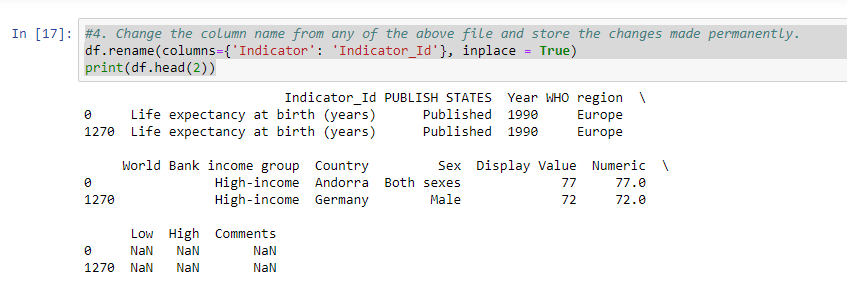 In [17]: #4. Change the column name from any of the above file and store the changes made permanently.
df.rename(columns={'Indicator': 'Indicator_Id'}, inplace = True)
print(df.head(2))
Indicator_Id PUBLISH STATES Year WHO region \
0 Life expectancy at birth (years) Published 1990 Europe
1270 Life expectancy at birth (years) Published 1990 Europe
World Bank income group Country Sex Display Value Numeric \
0 High-income Andorra Both sexes 77 77.0
1270 High-income Germany Male 72 72.0
Low High Comments
0 NaN NaN NaN
1270 NaN NaN NaN